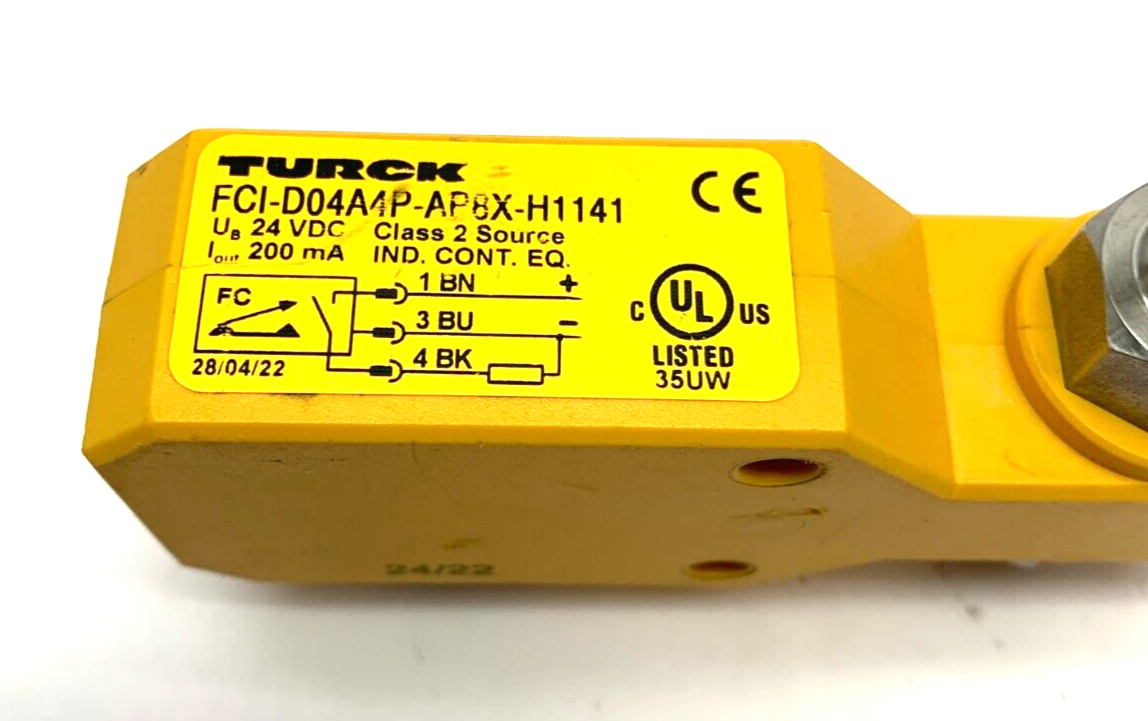 TURCK
CE
FCI-D04A4P-AP8X-H1141
UB 24 VDC Class 2 Source
Iout 200 mA IND. CONT. EQ.
FC
1 BN +
3 BU -
4 BK
28/04/22
C UL US
LISTED
35UW
24/22